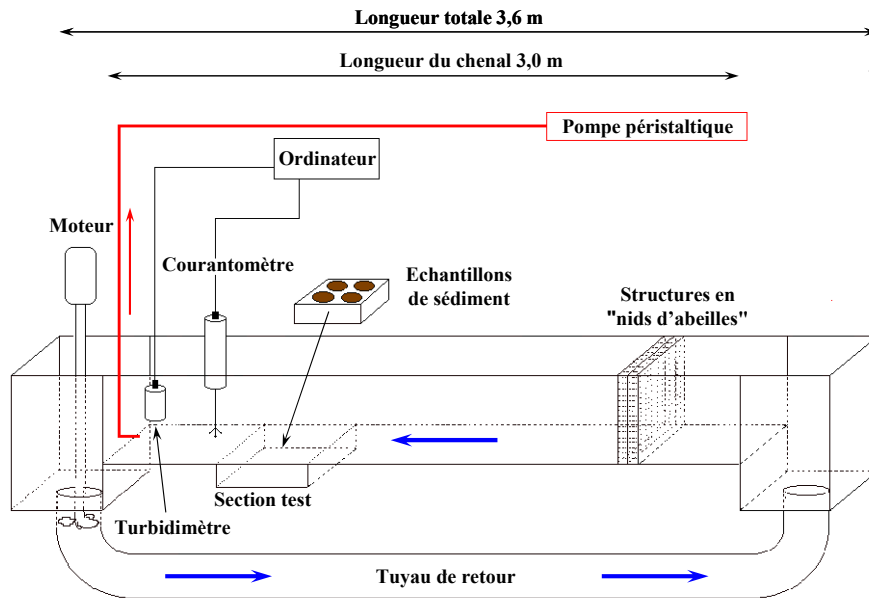 Longueur totale 3,6 m
Longueur du chenal 3,0 m
Pompe péristaltique
Ordinateur
Moteur
Courantomètre
Echantillons
de sédiment
Structures en
"nids d’abeilles"
Section test
Turbidimètre
Tuyau de retour